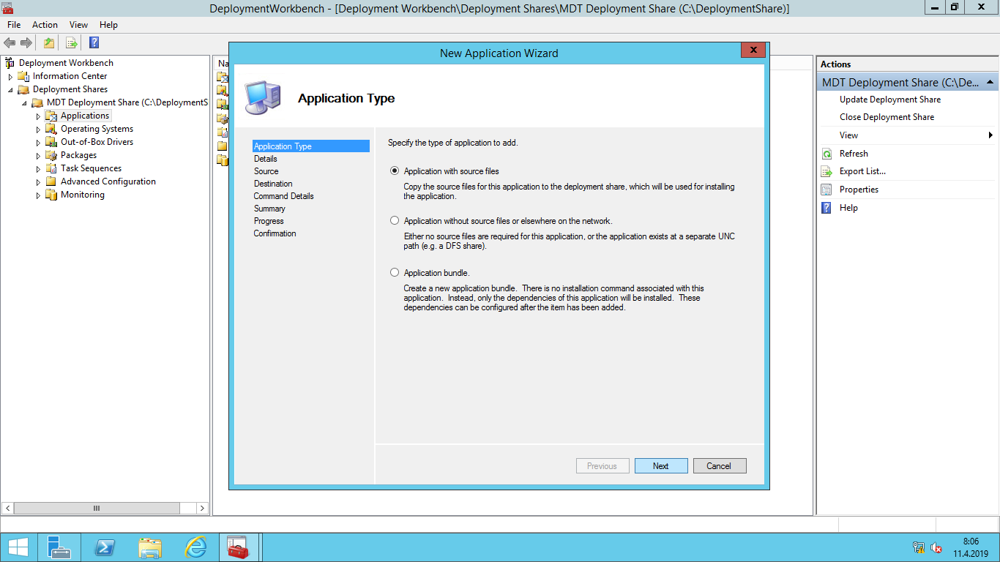 DeploymentWorkbench - [Deployment Workbench\Deployment Shares\MDT Deployment Share (C:\DeploymentShare)]
File Action View Help
Deployment Workbench
Information Center
Deployment Shares
MDT Deployment Share (C:\DeploymentS
Applications
Operating Systems
Out-of-Box Drivers
Packages
Task Sequences
Advanced Configuration
Monitoring
Na
New Application Wizard
Application Type
Application Type
Details
Source
Destination
Command Details
Summary
Progress
Confirmation
Specify the type of application to add.
Application with source files
Copy the source files for this application to the deployment share, which will be used for installing
the application.
Application without source files or elsewhere on the network.
Either no source files are required for this application, or the application exists at a separate UNC
path (e.g. a DFS share).
Application bundle.
Create a new application bundle. There is no installation command associated with this
application. Instead, only the dependencies of this application will be installed. These
dependencies can be configured after the item has been added.
Previous Next Cancel
Actions
MDT Deployment Share (C:\De...
Update Deployment Share
Close Deployment Share
View
Refresh
Export List...
Properties
Help
8:06
11.4.2019